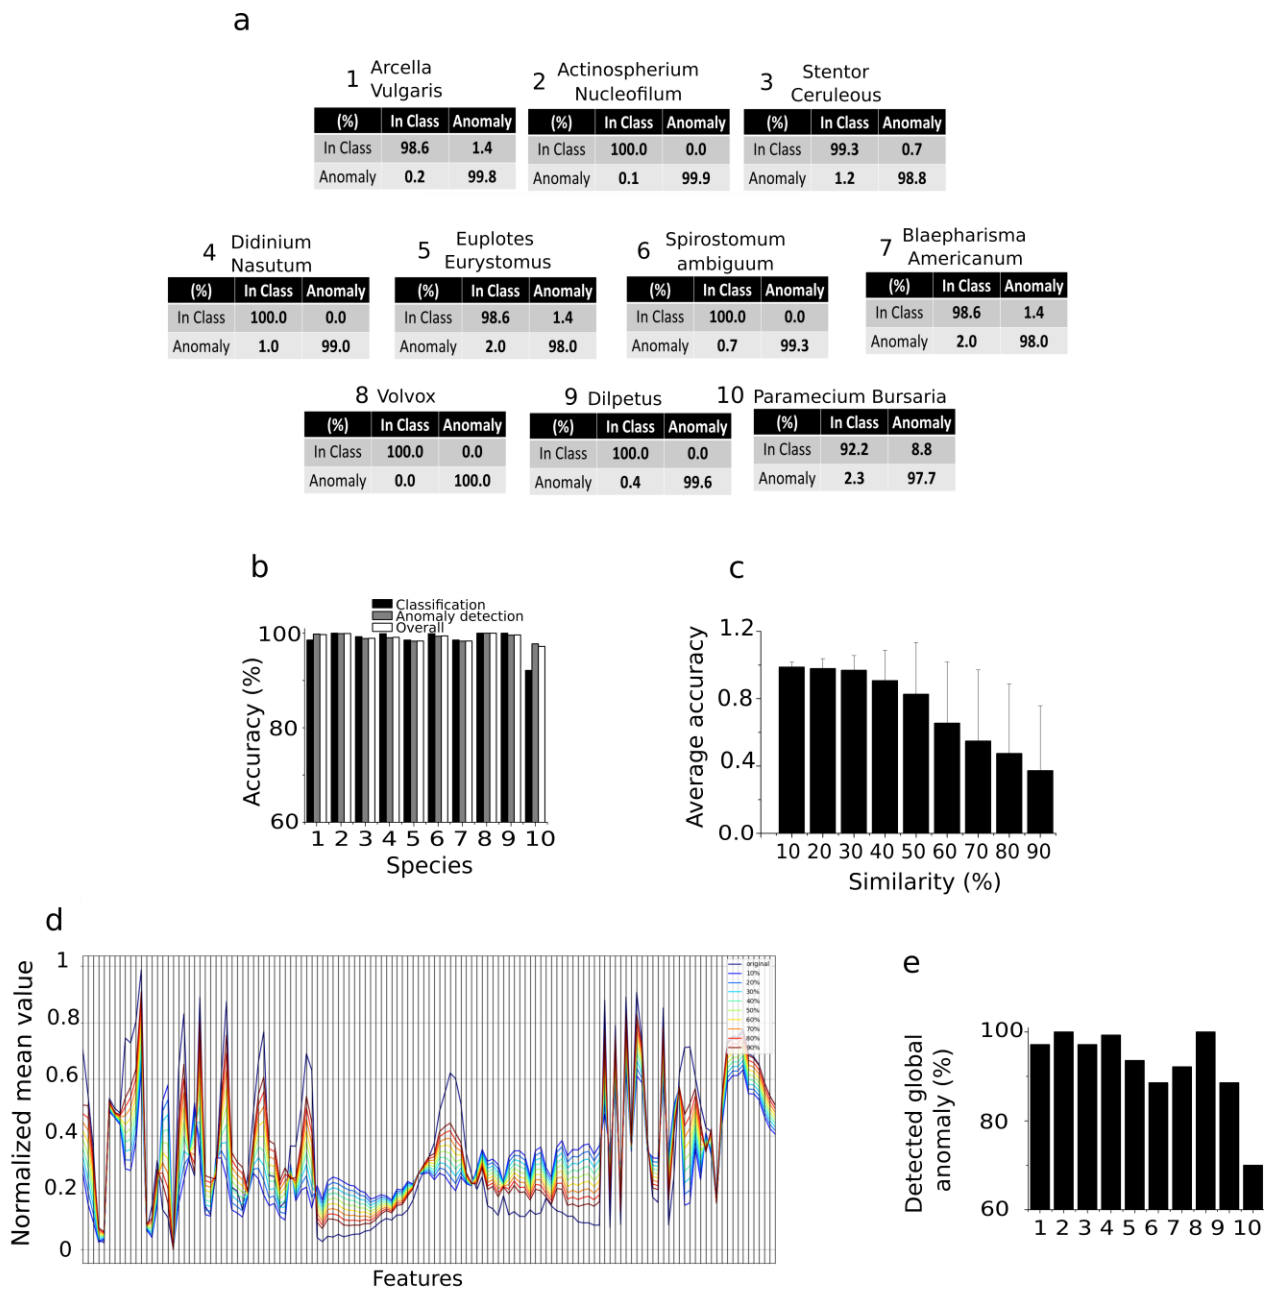 a
1 Arcella
Vulgaris
(%) In Class Anomaly
In Class 98.6 1.4
Anomaly 0.2 99.8
2 Actinospherium
Nucleofilum
(%) In Class Anomaly
In Class 100.0 0.0
Anomaly 0.1 99.9
3 Stentor
Ceruleous
(%) In Class Anomaly
In Class 99.3 0.7
Anomaly 1.2 98.8
4 Didinium
Nasutum
(%) In Class Anomaly
In Class 100.0 0.0
Anomaly 1.0 99.0
5 Euplotes
Eurystomus
(%) In Class Anomaly
In Class 98.6 1.4
Anomaly 2.0 98.0
6 Spirostomum
ambiguum
(%) In Class Anomaly
In Class 100.0 0.0
Anomaly 0.7 99.3
7 Blaepharisma
Americanum
(%) In Class Anomaly
In Class 98.6 1.4
Anomaly 2.0 98.0
8 Volvox
(%) In Class Anomaly
In Class 100.0 0.0
Anomaly 0.0 100.0
9 Dilpetus
(%) In Class Anomaly
In Class 100.0 0.0
Anomaly 0.4 99.6
10 Paramecium Bursaria
(%) In Class Anomaly
In Class 92.2 8.8
Anomaly 2.3 97.7
b
Classification
Anomaly detection
Overall
Accuracy (%)
100
80
60
1 2 3 4 5 6 7 8 9 10
Species
c
Average accuracy
1.2
0.8
0.4
0.0
10 20 30 40 50 60 70 80 90
Similarity (%)
d
Normalized mean value
1
0.8
0.6
0.4
0.2
0
original
10%
20%
30%
40%
50%
60%
70%
80%
90%
Features
e
Detected global
anomaly (%)
100
80
60
1 2 3 4 5 6 7 8 9 10